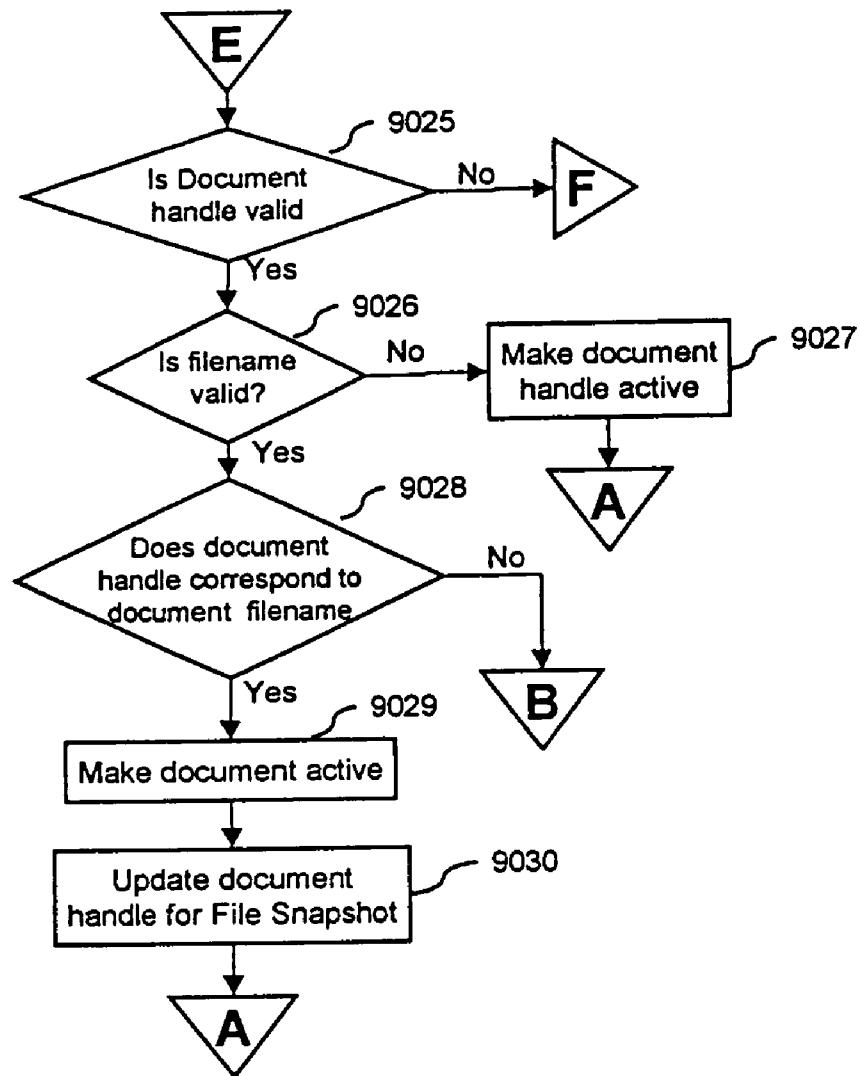 E
9025
Is Document
handle valid
No
F
Yes
9026
Is filename
valid?
No
Make document
handle active
9027
A
Yes
9028
Does document
handle correspond to
document filename
No
B
Yes
9029
Make document active
9030
Update document
handle for File Snapshot
A